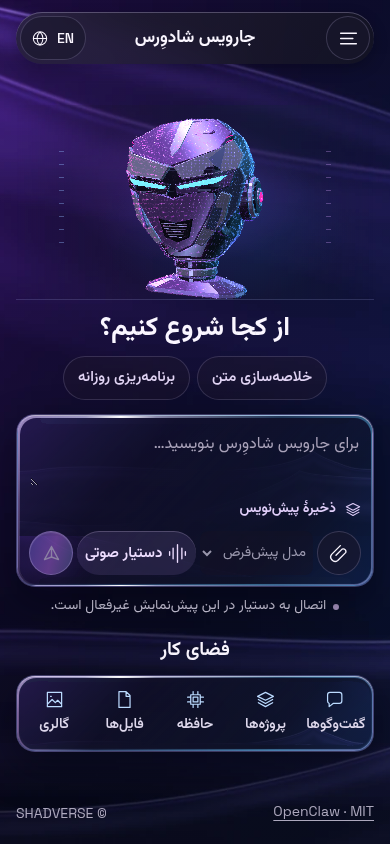 جارویس شادوِرس
EN
از کجا شروع کنیم؟
خلاصه‌سازی متن
برنامه‌ریزی روزانه
برای جارویس شادوِرس بنویسید...
ذخیرهٔ پیش‌نویس
مدل پیش‌فرض
دستیار صوتی
اتصال به دستیار در این پیش‌نمایش غیرفعال است.
فضای کار
گفت‌وگوها
پروژه‌ها
حافظه
فایل‌ها
گالری
OpenClaw · MIT
SHADVERSE ©